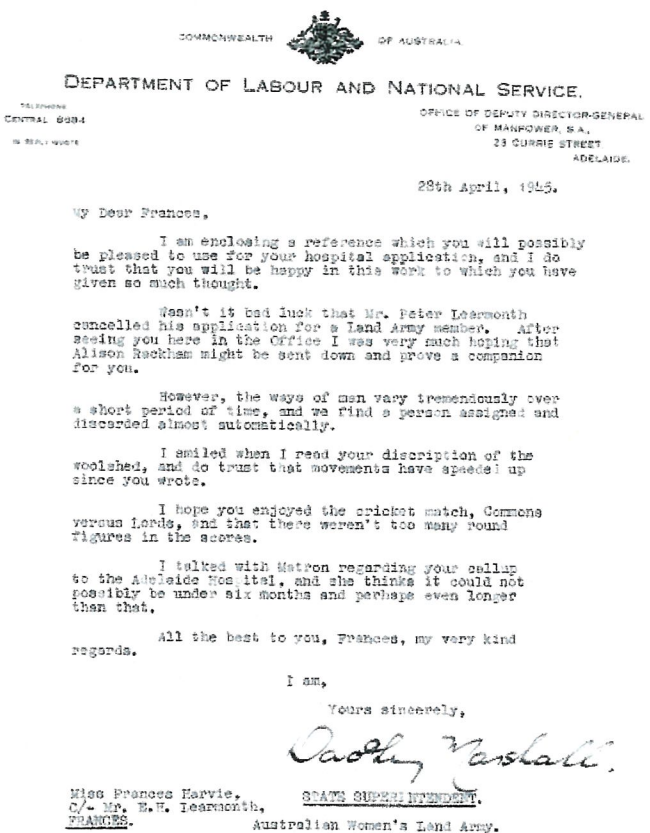 COMMONWEALTH OF AUSTRALIA.
DEPARTMENT OF LABOUR AND NATIONAL SERVICE.
TELEPHONE
CENTRAL 8684
IN REPLY QUOTE
OFFICE OF DEPUTY DIRECTOR-GENERAL
OF MANPOWER, S.A.,
23 CURRIE STREET
ADELAIDE.
28th April, 1945.
My Dear Frances,
I am enclosing a reference which you will possibly
be pleased to use for your hospital application, and I do
trust that you will be happy in this work to which you have
given so much thought.
Wasn't it bad luck that Mr. Peter Learmonth
cancelled his application for a Land Army member. After
seeing you here in the Office I was very much hoping that
Alison Rackham might be sent down and prove a companion
for you.
However, the ways of man vary tremendously over
a short period of time, and we find a person assigned and
discarded almost automatically.
I smiled when I read your discription of the
woolshed, and do trust that movements have speeded up
since you wrote.
I hope you enjoyed the cricket match, Commons
versus Lords, and that there weren't too many round
figures in the scores.
I talked with Matron regarding your callup
to the Adelaide Hospital, and she thinks it could not
possibly be under six months and perhaps even longer
than that.
All the best to you, Frances, my very kind
regards.
I am,
Yours sincerely,
Marshall.
STATE SUPERINTENDENT.
Australian Women's Land Army.
Miss Frances Harvie,
C/- Mr. E.H. Learmonth,
FRANCES.